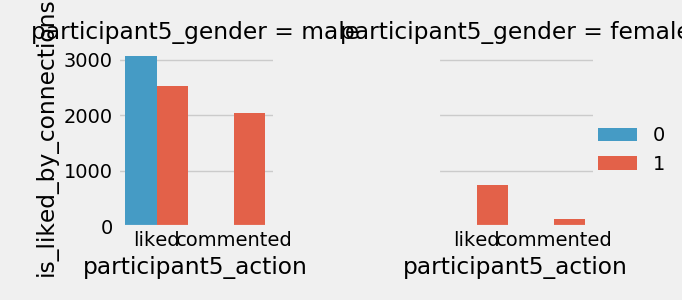 participant5_gender = male
participant5_gender = female
is_liked_by_connections
3000
2000
1000
0
liked
commented
liked
commented
participant5_action
participant5_action
0
1